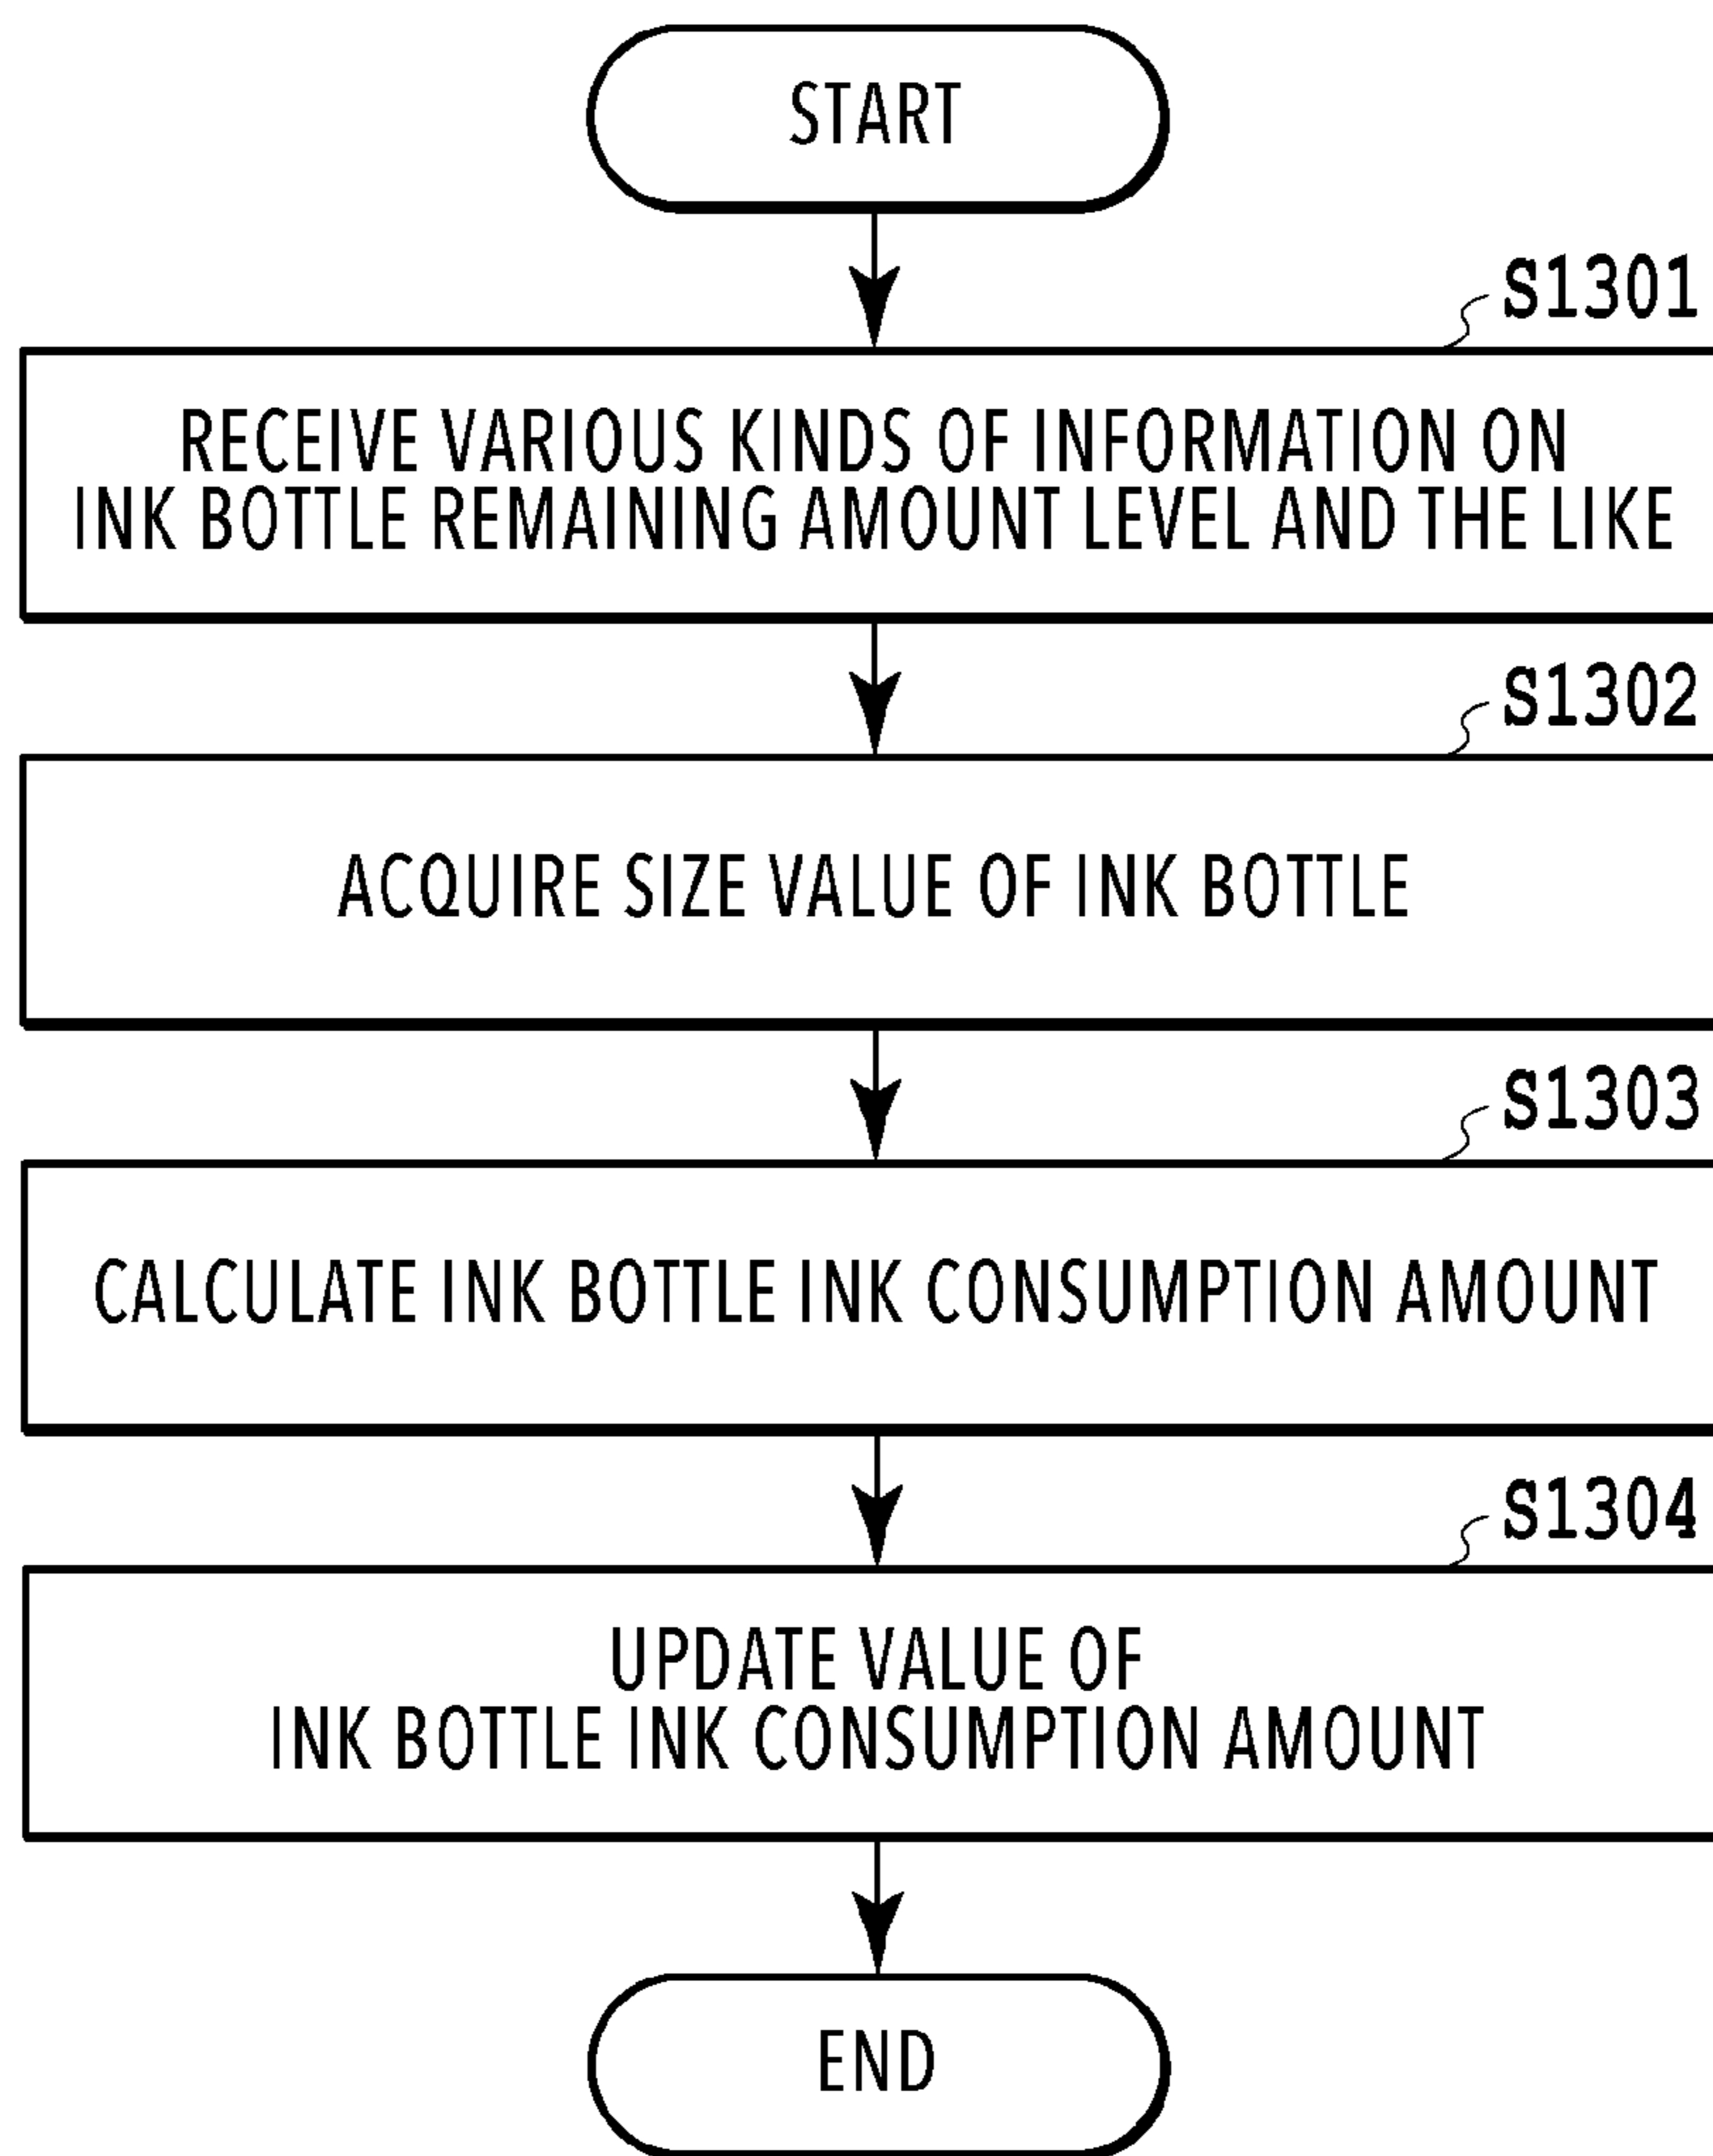 START
S1301
RECEIVE VARIOUS KINDS OF INFORMATION ON
INK BOTTLE REMAINING AMOUNT LEVEL AND THE LIKE
S1302
ACQUIRE SIZE VALUE OF INK BOTTLE
S1303
CALCULATE INK BOTTLE INK CONSUMPTION AMOUNT
S1304
UPDATE VALUE OF
INK BOTTLE INK CONSUMPTION AMOUNT
END